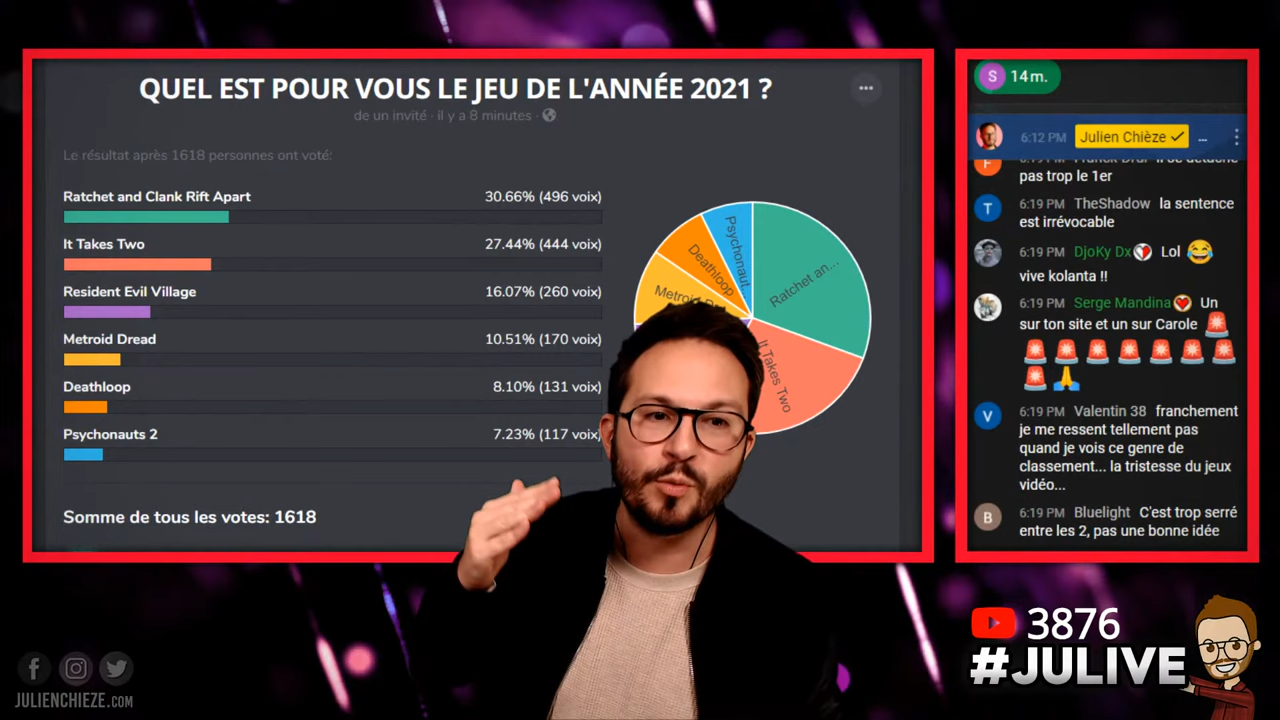 QUEL EST POUR VOUS LE JEU DE L'ANNÉE 2021 ?
de un invité · il y a 8 minutes ·
Le résultat après 1618 personnes ont voté:
Ratchet and Clank Rift Apart 30.66% (496 voix)
It Takes Two 27.44% (444 voix)
Resident Evil Village 16.07% (260 voix)
Metroid Dread 10.51% (170 voix)
Deathloop 8.10% (131 voix)
Psychonauts 2 7.23% (117 voix)
Somme de tous les votes: 1618
Psychonaut...
Deathloop
Ratchet an...
It Takes Two
S 14m.
6:12 PM Julien Chièze ...
pas trop le 1er
T 6:19 PM TheShadow la sentence
est irrévocable
6:19 PM DjoKy Dx Lol
vive kolanta !!
6:19 PM Serge Mandina Un
sur ton site et un sur Carole
V 6:19 PM Valentin 38 franchement
je me ressent tellement pas
quand je vois ce genre de
classement... la tristesse du jeux
vidéo...
B 6:19 PM Bluelight C'est trop serré
entre les 2, pas une bonne idée
3876
#JULIVE
JULIENCHIEZE.COM